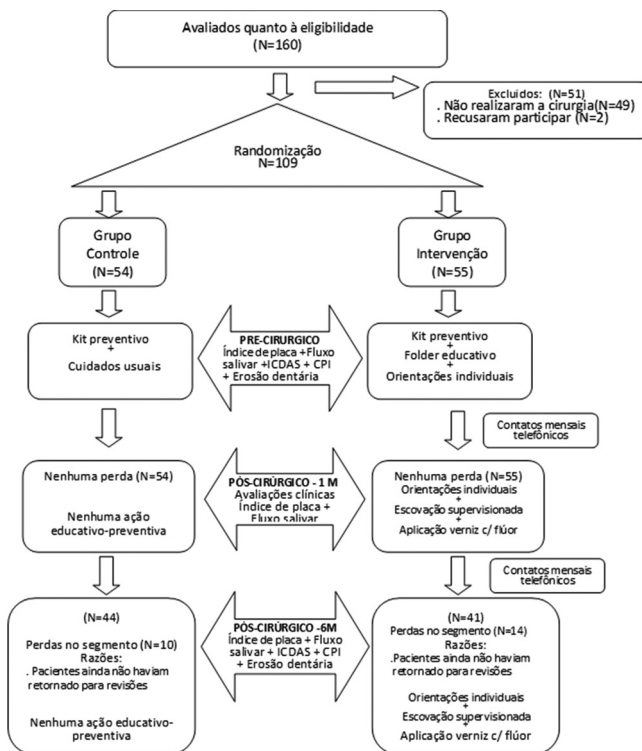 Avaliados quanto à eligibilidade
(N=160)
Excluidos: (N=51)
. Não realizaram a cirurgia(N=49)
. Recusaram participar (N=2)
Randomização
N=109
Grupo
Controle
(N=54)
Grupo
Intervenção
(N=55)
Kit preventivo
+
Cuidados usuais
PRE-CIRURGICO
Índice de placa +Fluxo
salivar +ICDAS + CPI
+ Erosão dentária
Kit preventivo
+
Folder educativo
+
Orientações individuais
Contatos mensais
telefônicos
Nenhuma perda (N=54)
Nenhuma ação
educativo-preventiva
PÓS-CIRÚRGICO - 1 M
Avaliações clínicas
Índice de placa +
Fluxo salivar
Nenhuma perda (N=55)
Orientações individuais
+
Escovação supervisionada
+
Aplicação verniz c/ flúor
Contatos mensais
telefônicos
(N=44)
Perdas no segmento (N=10)
Razões:
. Pacientes ainda não haviam
retornado para revisões
Nenhuma ação educativo-
preventiva
PÓS-CIRÚRGICO -6M
Índice de placa + Fluxo
salivar + ICDAS + CPI
+ Erosão dentária
(N=41)
Perdas no segmento (N=14)
Razões:
.Pacientes ainda não haviam
retornado para revisões
Orientações individuais
+
Escovação supervisionada
+
Aplicação verniz c/ flúor